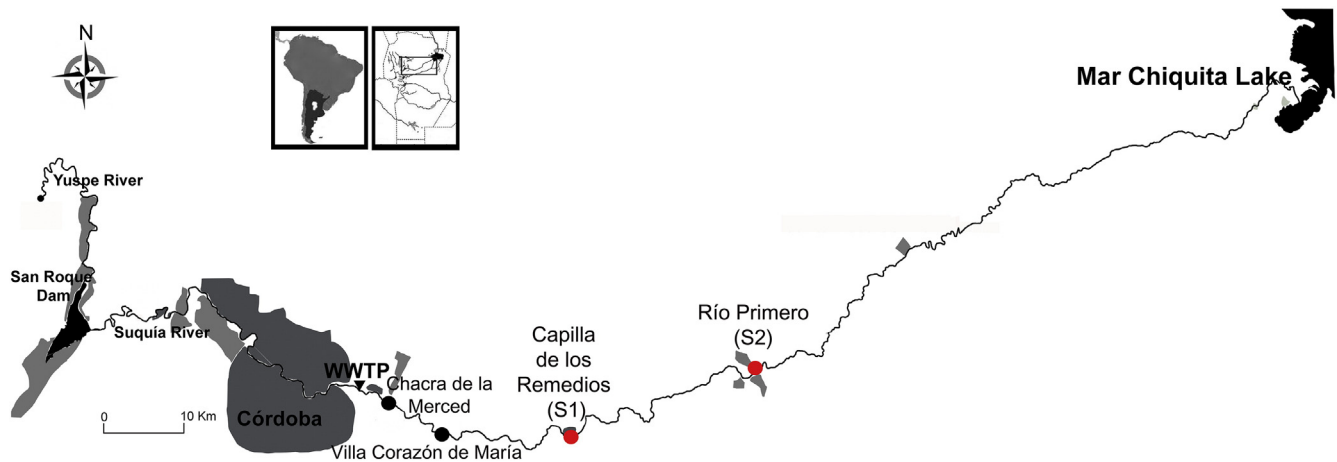 N
Mar Chiquita Lake
Yuspe River
San Roque
Dam
Suquía River
Río Primero
(S2)
Capilla
de los
Remedios
(S1)
WWTP
Chacra de la
Merced
Córdoba
0 10 Km
Villa Corazón de María